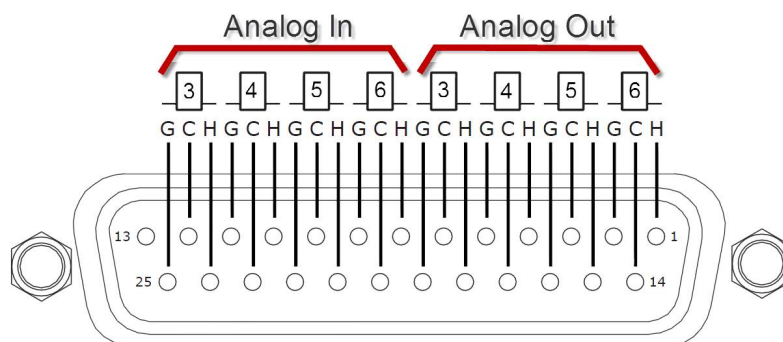 Analog In Analog Out
3 4 5 6 3 4 5 6
G C H G C H G C H G C H G C H G C H G C H G C H
13 1
25 14